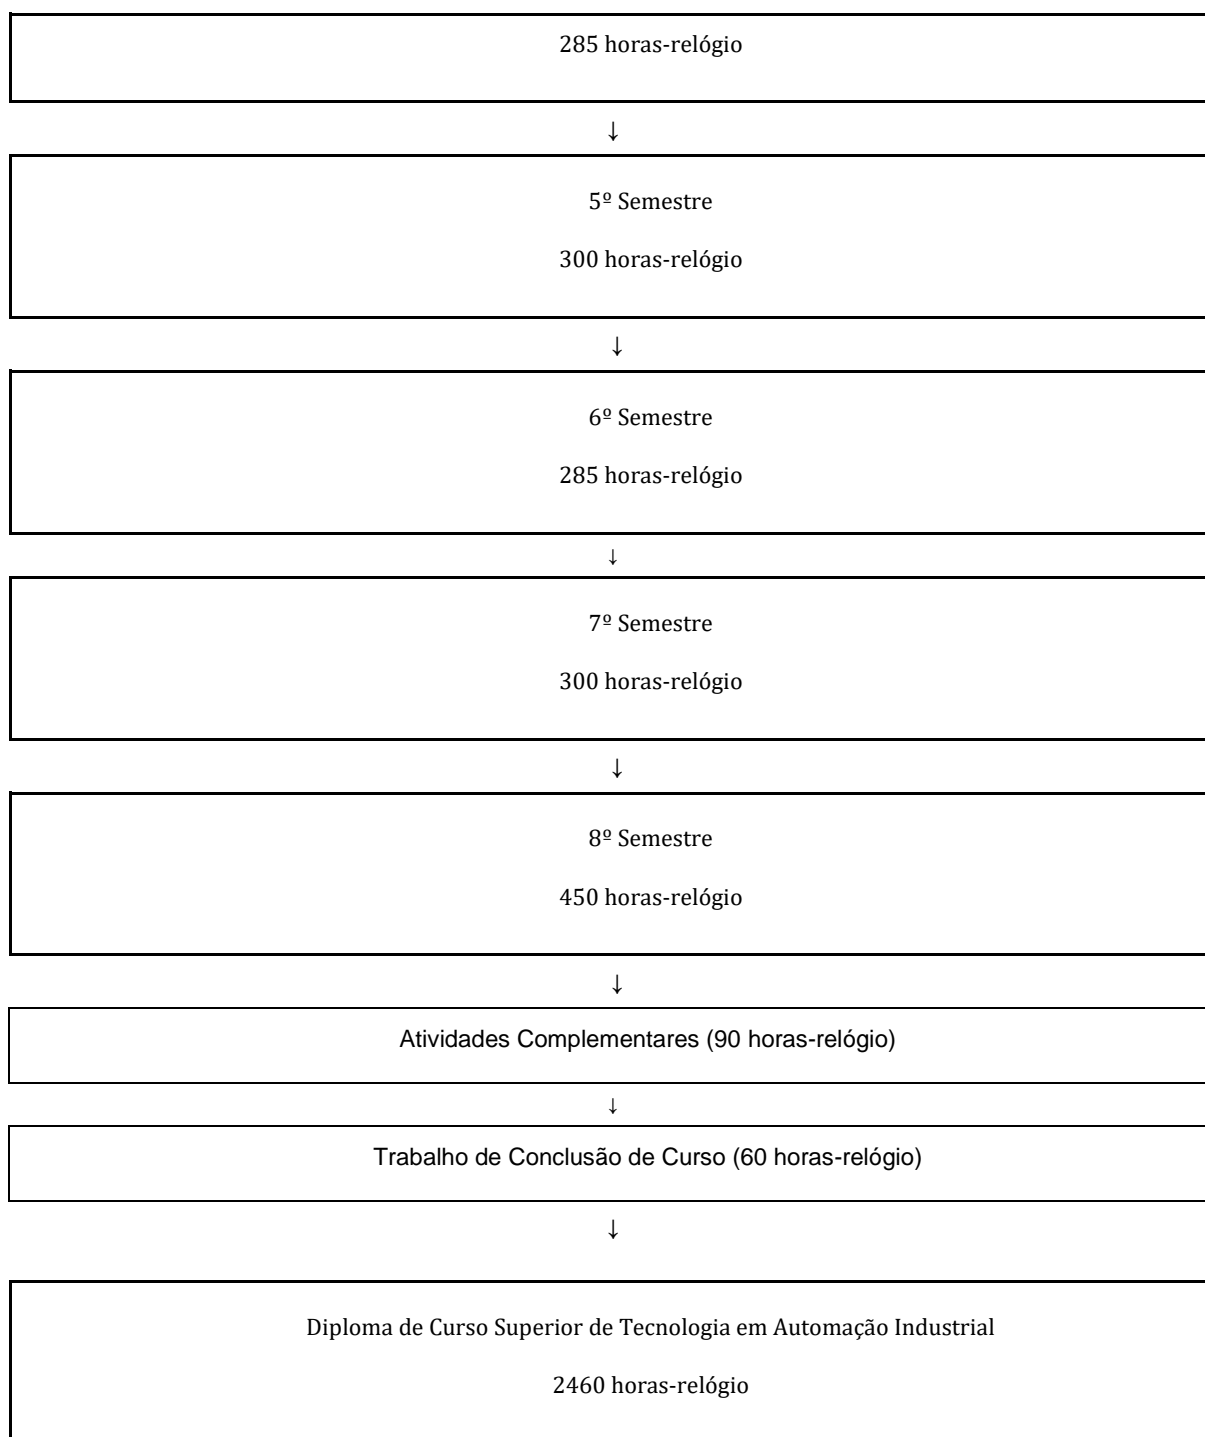 285 horas-relógio
↓
5º Semestre
300 horas-relógio
↓
6º Semestre
285 horas-relógio
↓
7º Semestre
300 horas-relógio
↓
8º Semestre
450 horas-relógio
↓
Atividades Complementares (90 horas-relógio)
↓
Trabalho de Conclusão de Curso (60 horas-relógio)
↓
Diploma de Curso Superior de Tecnologia em Automação Industrial
2460 horas-relógio